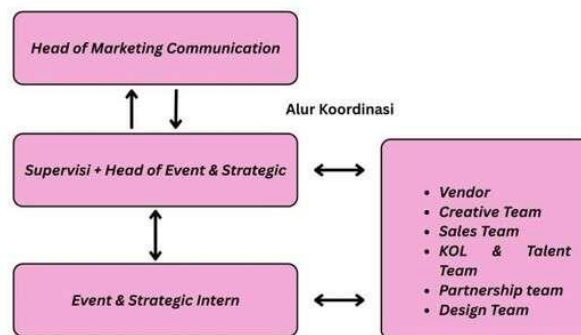 Head of Marketing Communication
Alur Koordinasi
Supervisi + Head of Event & Strategic
• Vendor
• Creative Team
• Sales Team
• KOL & Talent
Team
• Partnership team
• Design Team
Event & Strategic Intern